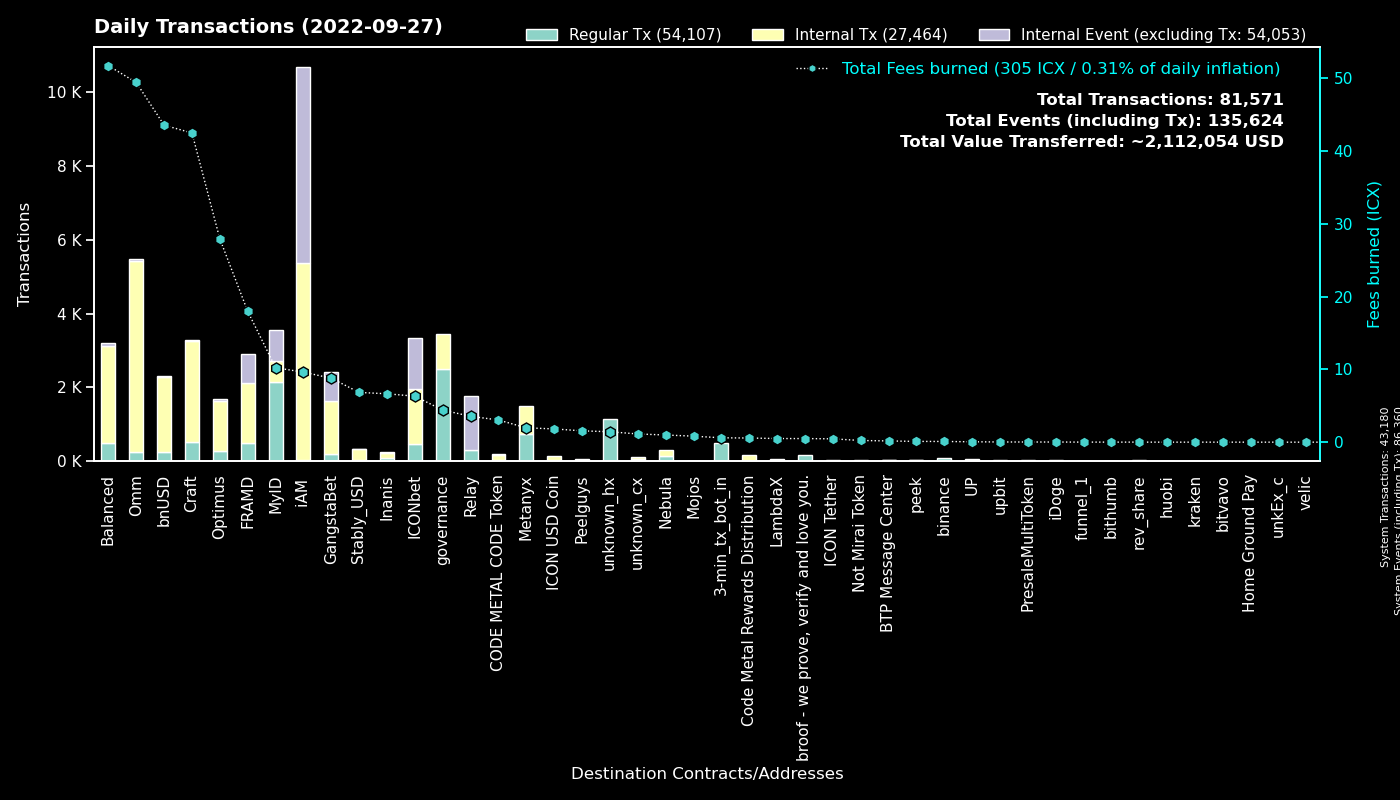 Daily Transactions (2022-09-27)
Regular Tx (54,107)
Internal Tx (27,464)
Internal Event (excluding Tx: 54,053)
Total Fees burned (305 ICX / 0.31% of daily inflation)
Total Transactions: 81,571
Total Events (including Tx): 135,624
Total Value Transferred: ~2,112,054 USD
Transactions
10 K
8 K
6 K
4 K
2 K
0 K
50
40
30
20
10
0
Fees burned (ICX)
Balanced
Omm
bnUSD
Craft
Optimus
FRAMD
MyID
iAM
GangstaBet
Stably_USD
Inanis
ICONbet
governance
Relay
CODE METAL CODE Token
Metanyx
ICON USD Coin
Peelguys
unknown_hx
unknown_cx
Nebula
Mojos
3-min_tx_bot_in
Code Metal Rewards Distribution
LambdaX
broof - we prove, verify and love you.
ICON Tether
Not Mirai Token
BTP Message Center
peek
binance
UP
upbit
PresaleMultiToken
iDoge
funnel_1
bithumb
rev_share
huobi
kraken
bitvavo
Home Ground Pay
unkEx_c
velic
Destination Contracts/Addresses
System Transactions: 43,180
System Events (including Tx): 86,360